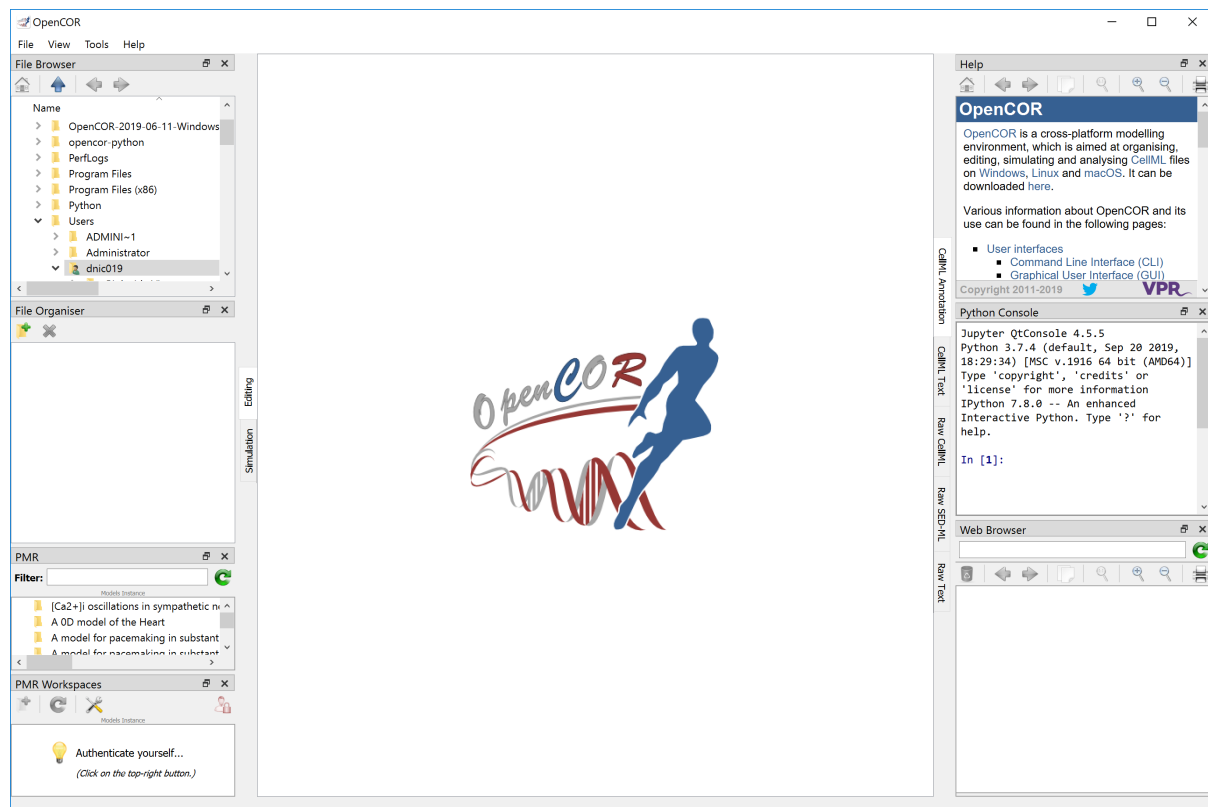 OpenCOR
File View Tools Help
File Browser
Name
OpenCOR-2019-06-11-Windows
opencor-python
PerfLogs
Program Files
Program Files (x86)
Python
Users
ADMINI~1
Administrator
dnic019
File Organiser
PMR
Filter:
Models Instance
[Ca2+]i oscillations in sympathetic ne
A 0D model of the Heart
A model for pacemaking in substant
A model for pacemaking in substant
PMR Workspaces
Models Instance
Authenticate yourself...
(Click on the top-right button.)
Editing
Simulation
OpenCOR
CellML Annotation
CellML Text
Raw CellML
Raw SED-ML
Raw Text
Help
OpenCOR
OpenCOR is a cross-platform modelling
environment, which is aimed at organising,
editing, simulating and analysing CellML files
on Windows, Linux and macOS. It can be
downloaded here.
Various information about OpenCOR and its
use can be found in the following pages:
User interfaces
Command Line Interface (CLI)
Graphical User Interface (GUI)
Copyright 2011-2019
VPR
Python Console
Jupyter QtConsole 4.5.5
Python 3.7.4 (default, Sep 20 2019,
18:29:34) [MSC v.1916 64 bit (AMD64)]
Type 'copyright', 'credits' or
'license' for more information
IPython 7.8.0 -- An enhanced
Interactive Python. Type '?' for
help.
In [1]:
Web Browser